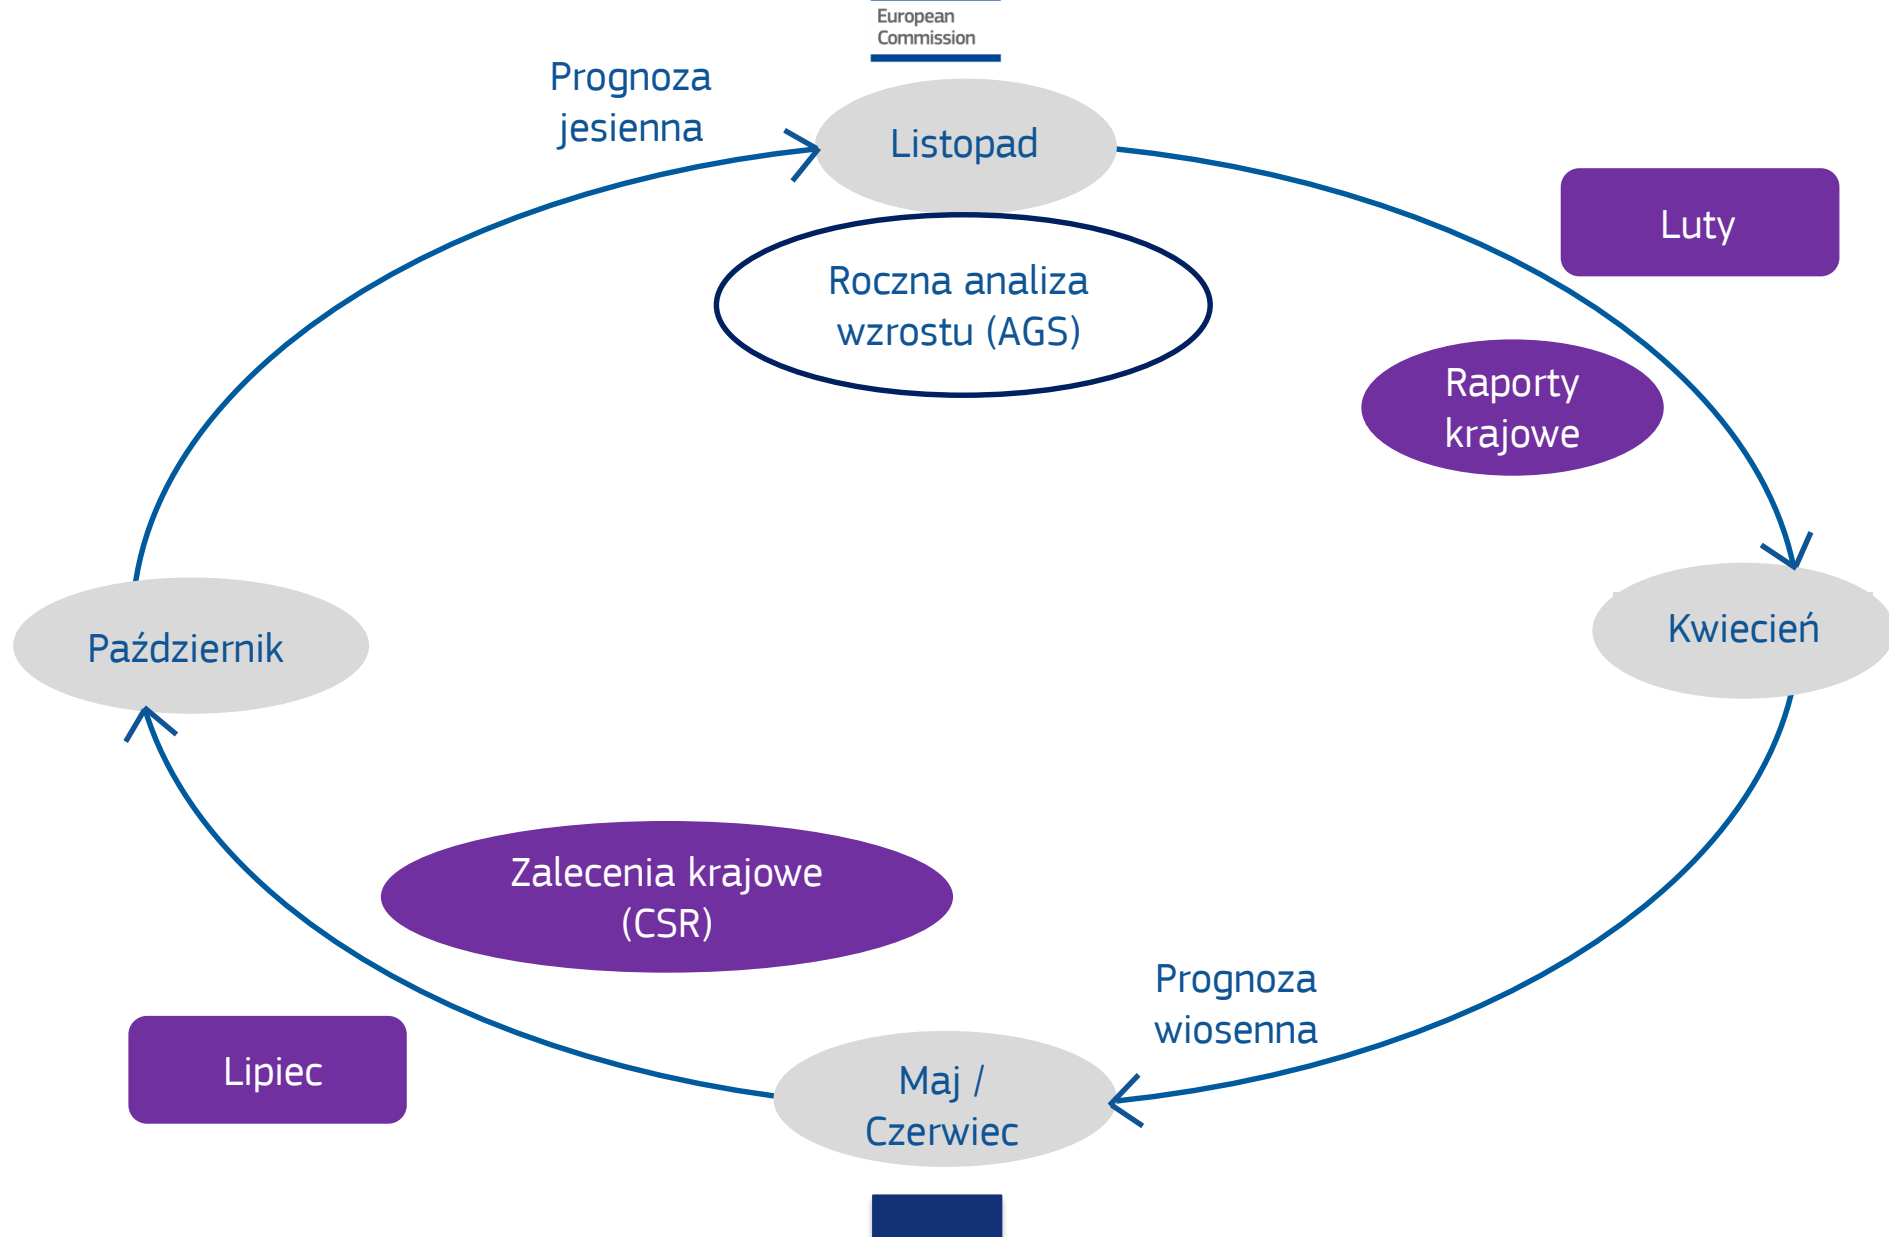 European
Commission
Prognoza
jesienna
Listopad
Luty
Roczna analiza
wzrostu (AGS)
Raporty
krajowe
Październik
Kwiecień
Zalecenia krajowe
(CSR)
Prognoza
wiosenna
Lipiec
Maj /
Czerwiec